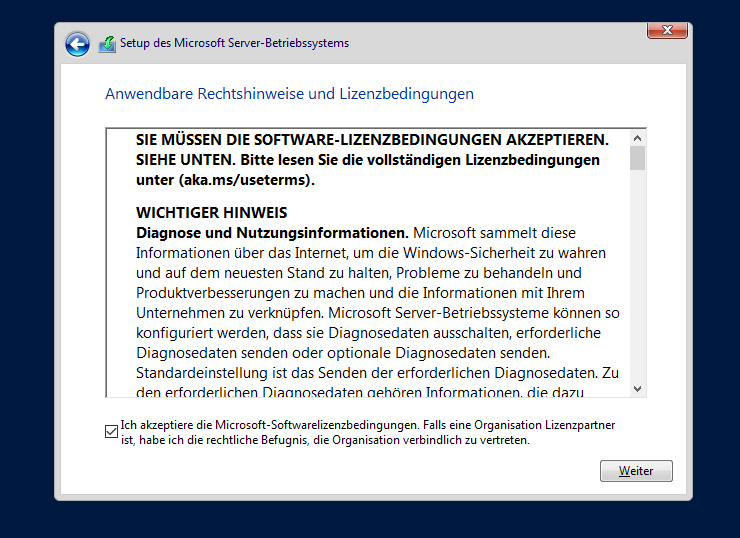 Setup des Microsoft Server-Betriebssystems
Anwendbare Rechtshinweise und Lizenzbedingungen
SIE MÜSSEN DIE SOFTWARE-LIZENZBEDINGUNGEN AKZEPTIEREN.
SIEHE UNTEN. Bitte lesen Sie die vollständigen Lizenzbedingungen
unter (aka.ms/useterms).
WICHTIGER HINWEIS
Diagnose und Nutzungsinformationen. Microsoft sammelt diese
Informationen über das Internet, um die Windows-Sicherheit zu wahren
und auf dem neuesten Stand zu halten, Probleme zu behandeln und
Produktverbesserungen zu machen und die Informationen mit Ihrem
Unternehmen zu verknüpfen. Microsoft Server-Betriebssysteme können so
konfiguriert werden, dass sie Diagnosedaten ausschalten, erforderliche
Diagnosedaten senden oder optionale Diagnosedaten senden.
Standardeinstellung ist das Senden der erforderlichen Diagnosedaten. Zu
den erforderlichen Diagnosedaten gehören Informationen, die dazu
Ich akzeptiere die Microsoft-Softwarelizenzbedingungen. Falls eine Organisation Lizenzpartner
ist, habe ich die rechtliche Befugnis, die Organisation verbindlich zu vertreten.
Weiter